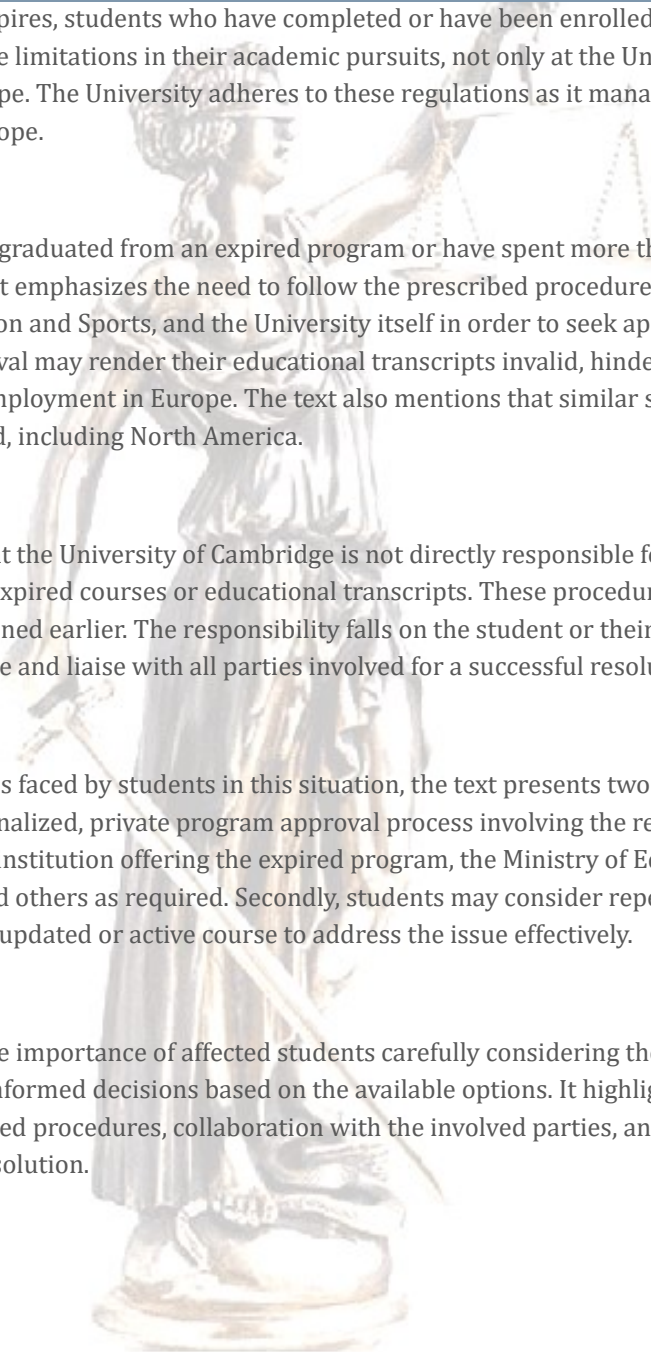 pires, students who have completed or have been enrolled
e limitations in their academic pursuits, not only at the Un
pe. The University adheres to these regulations as it mana
ope.
graduated from an expired program or have spent more th
t emphasizes the need to follow the prescribed procedure
on and Sports, and the University itself in order to seek ap
val may render their educational transcripts invalid, hinde
nployment in Europe. The text also mentions that similar s
d, including North America.
t the University of Cambridge is not directly responsible fo
xpired courses or educational transcripts. These procedur
ned earlier. The responsibility falls on the student or their
e and liaise with all parties involved for a successful resolu
s faced by students in this situation, the text presents two
nalized, private program approval process involving the re
institution offering the expired program, the Ministry of Ed
d others as required. Secondly, students may consider repe
updated or active course to address the issue effectively.
e importance of affected students carefully considering the
nformed decisions based on the available options. It highlig
ed procedures, collaboration with the involved parties, an
solution.